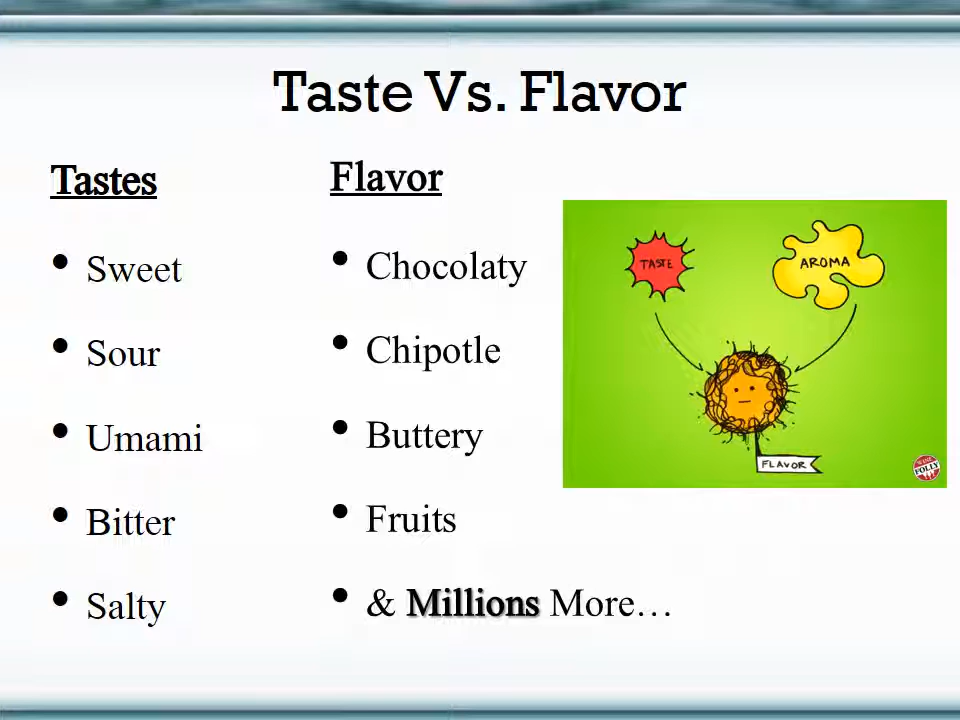 Taste Vs. Flavor
Tastes
• Sweet
• Sour
• Umami
• Bitter
• Salty
Flavor
• Chocolaty
• Chipotle
• Buttery
• Fruits
• & Millions More…
TASTE
AROMA
FLAVOR
FOLLY